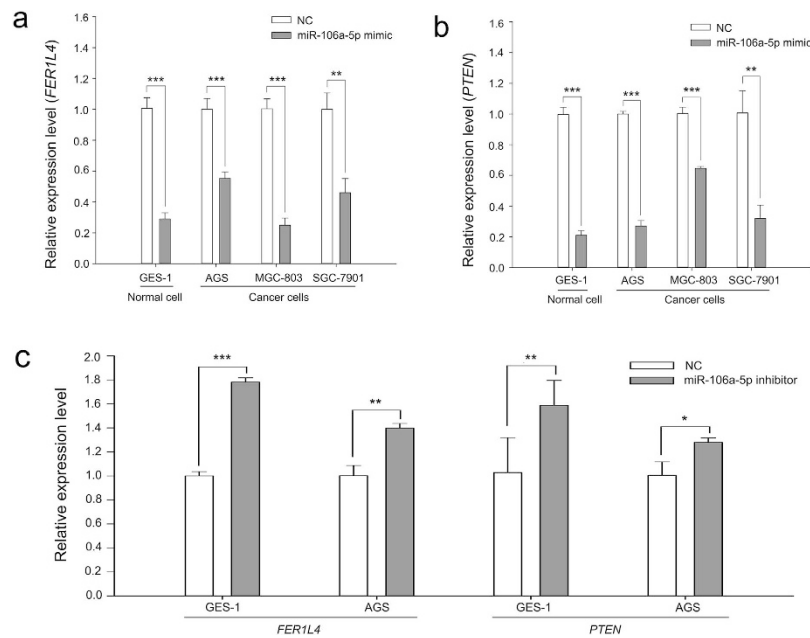 a
NC
miR-106a-5p mimic
Relative expression level (FER1L4)
1.6
1.4
1.2
1.0
0.8
0.6
0.4
0.2
0.0
*** *** *** **
GES-1 AGS MGC-803 SGC-7901
Normal cell Cancer cells
b
NC
miR-106a-5p mimic
Relative expression level (PTEN)
1.6
1.4
1.2
1.0
0.8
0.6
0.4
0.2
0.0
*** *** *** **
GES-1 AGS MGC-803 SGC-7901
Normal cell Cancer cells
c
NC
miR-106a-5p inhibitor
Relative expression level
2.0
1.8
1.6
1.4
1.2
1.0
0.8
0.6
0.4
0.2
0.0
*** ** ** *
GES-1 AGS GES-1 AGS
FER1L4 PTEN